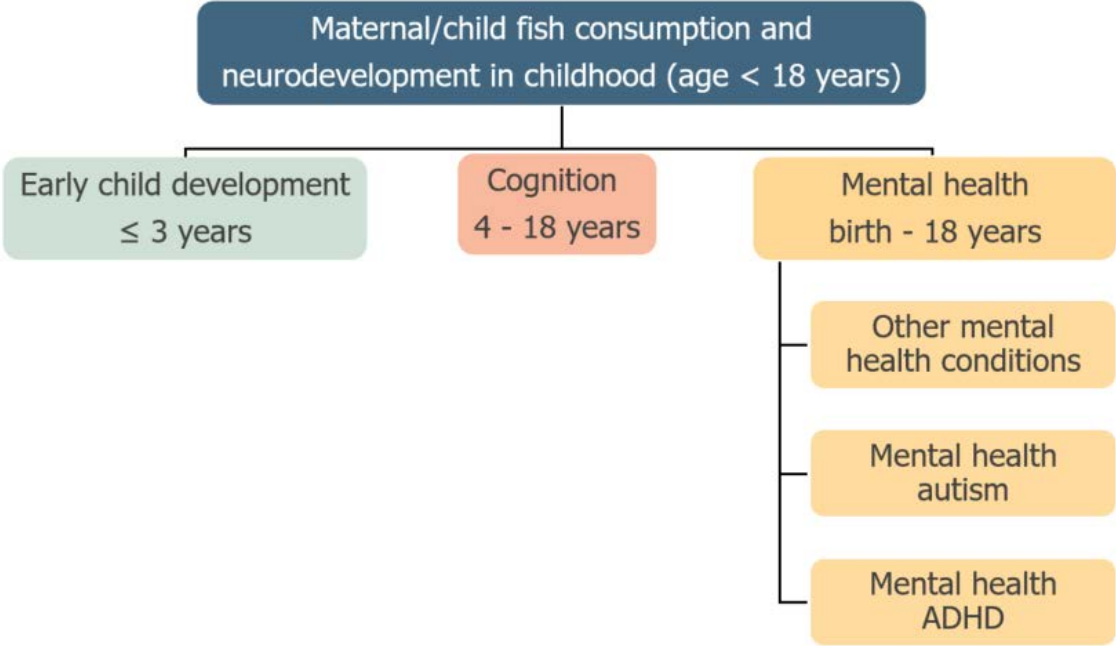 Maternal/child fish consumption and
neurodevelopment in childhood (age < 18 years)
Early child development
≤ 3 years
Cognition
4 - 18 years
Mental health
birth - 18 years
Other mental
health conditions
Mental health
autism
Mental health
ADHD